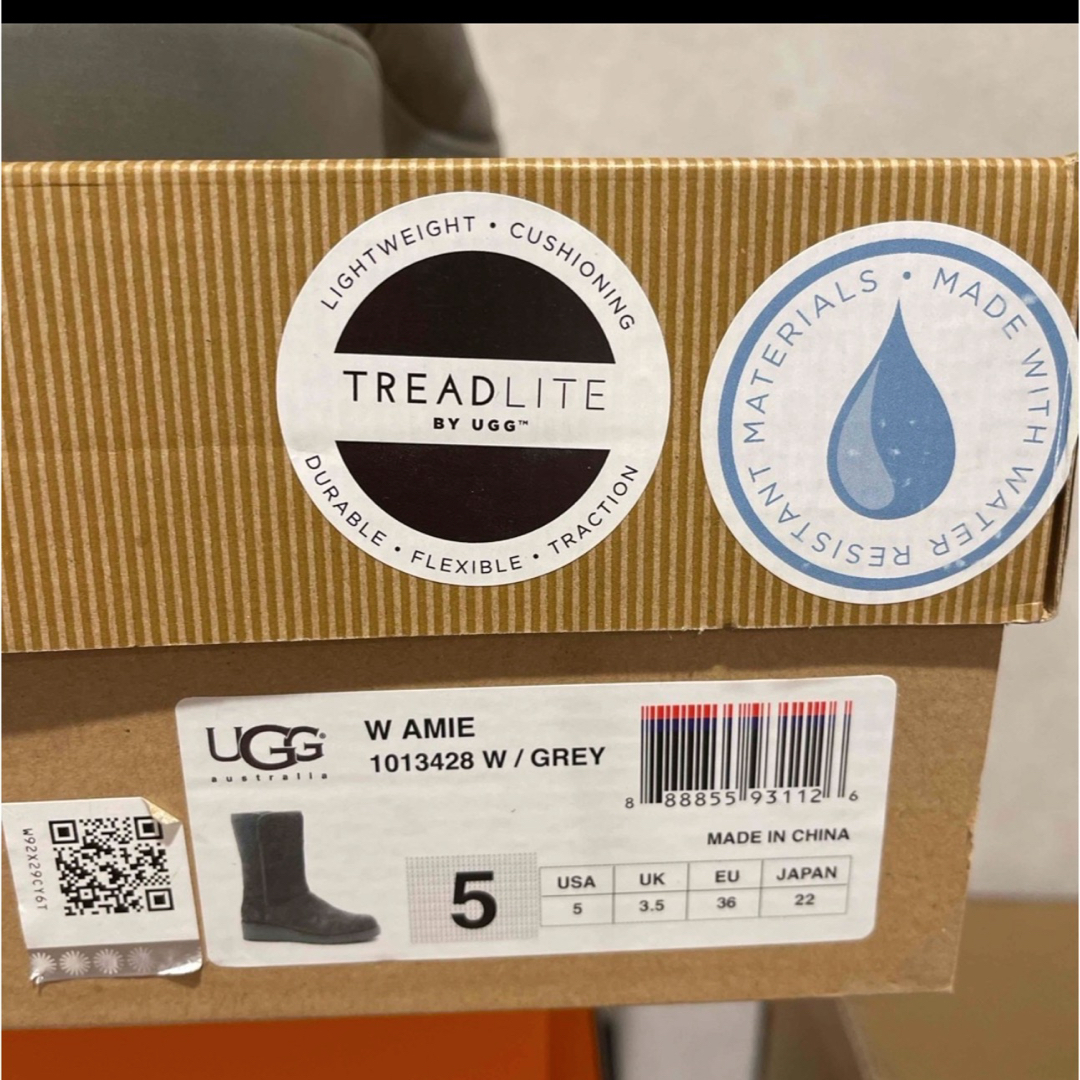 LIGHTWEIGHT • CUSHIONING
TREADLITE
BY UGG™
DURABLE • FLEXIBLE • TRACTION
MADE WITH WATER RESISTANT MATERIALS •
UGG®
australia
W AMIE
1013428 W / GREY
8 88855 93112 6
MADE IN CHINA
5
USA UK EU JAPAN
5 3.5 36 22
W92X29CY6T